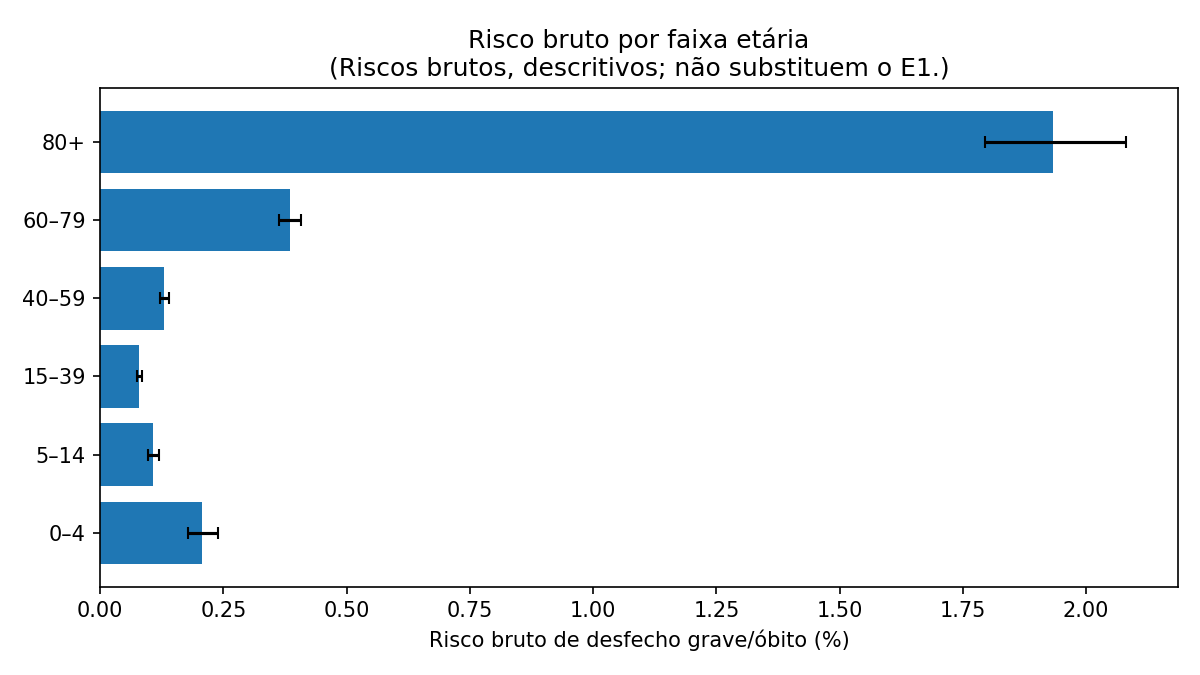 Risco bruto por faixa etária
(Riscos brutos, descritivos; não substituem o E1.)
80+
60–79
40–59
15–39
5–14
0–4
0.00 0.25 0.50 0.75 1.00 1.25 1.50 1.75 2.00
Risco bruto de desfecho grave/óbito (%)